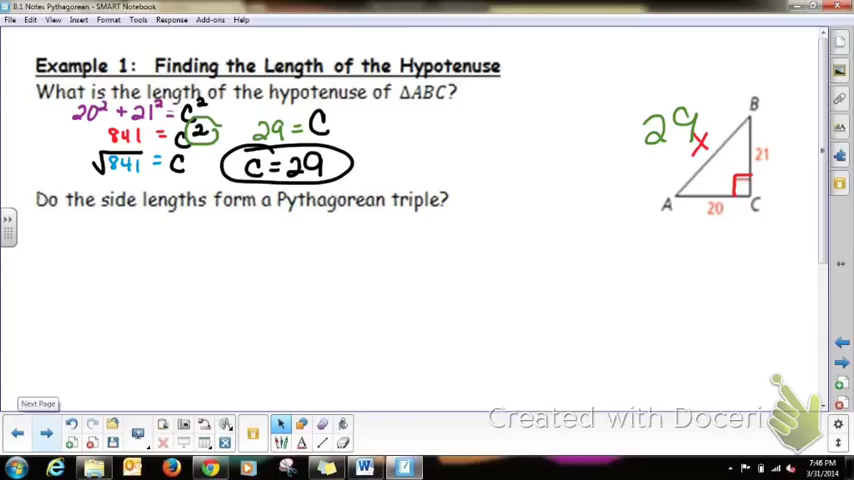 8.1 Notes Pythagorean - SMART Notebook
File Edit View Insert Format Tools Response Add-ons Help
Example 1: Finding the Length of the Hypotenuse
What is the length of the hypotenuse of ΔABC?
20² + 21² = C²
841 = C²
29 = C
√841 = C
C = 29
29
x
B
21
A
20
C
Do the side lengths form a Pythagorean triple?
Next Page
Created with Doceri
7:46 PM
3/31/2014